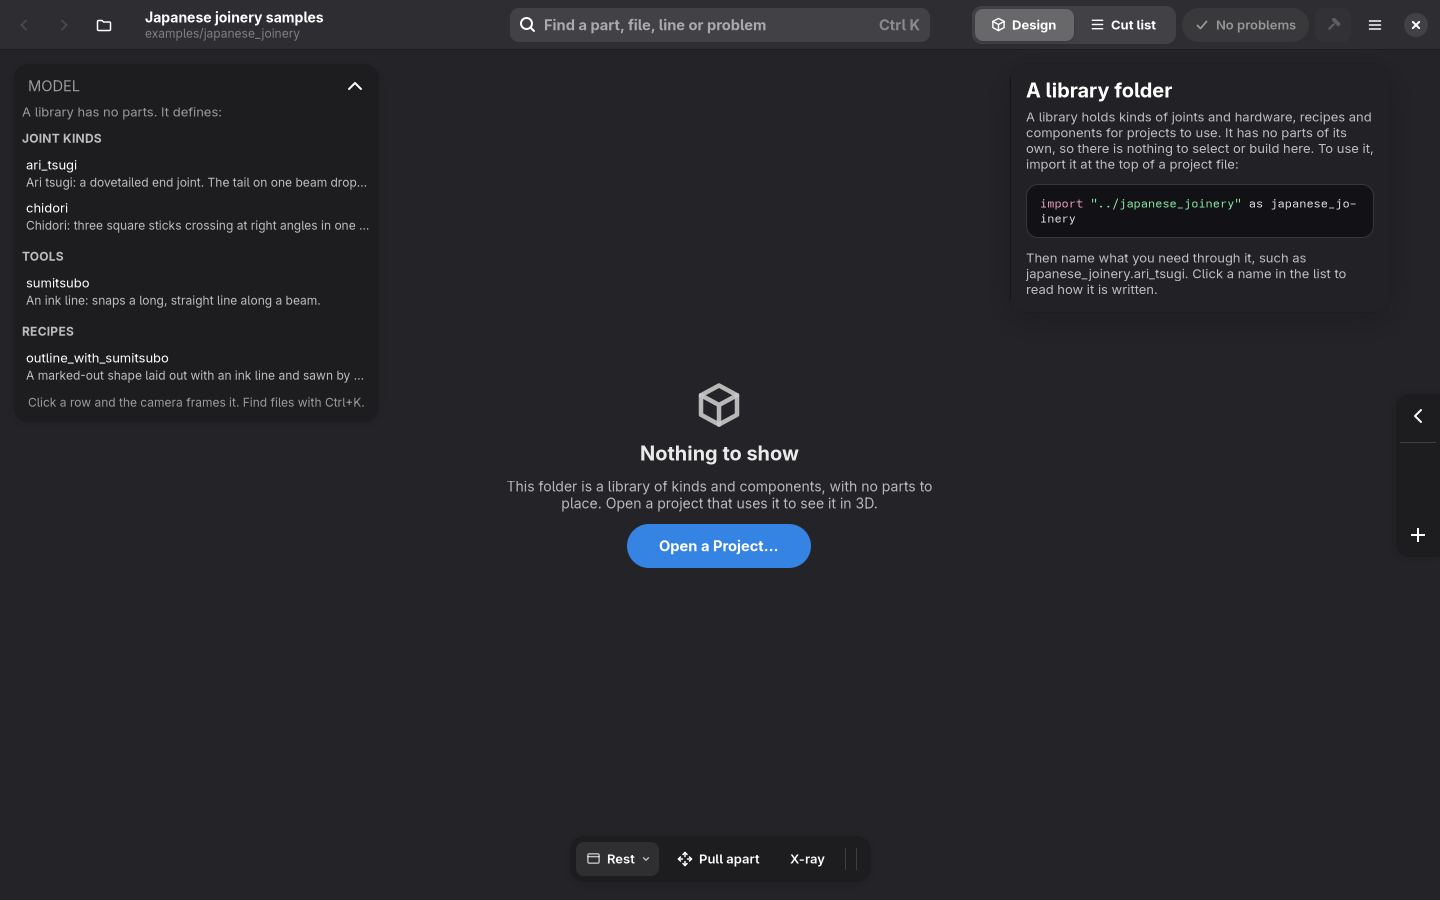 Japanese joinery samples
examples/japanese_joinery
Find a part, file, line or problem
Ctrl K
Design
Cut list
No problems
MODEL
A library has no parts. It defines:
JOINT KINDS
ari_tsugi
Ari tsugi: a dovetailed end joint. The tail on one beam drop...
chidori
Chidori: three square sticks crossing at right angles in one ...
TOOLS
sumitsubo
An ink line: snaps a long, straight line along a beam.
RECIPES
outline_with_sumitsubo
A marked-out shape laid out with an ink line and sawn by ...
Click a row and the camera frames it. Find files with Ctrl+K.
A library folder
A library holds kinds of joints and hardware, recipes and
components for projects to use. It has no parts of its
own, so there is nothing to select or build here. To use it,
import it at the top of a project file:
import "../japanese_joinery" as japanese_jo-
inery
Then name what you need through it, such as
japanese_joinery.ari_tsugi. Click a name in the list to
read how it is written.
Nothing to show
This folder is a library of kinds and components, with no parts to
place. Open a project that uses it to see it in 3D.
Open a Project...
Rest
Pull apart
X-ray